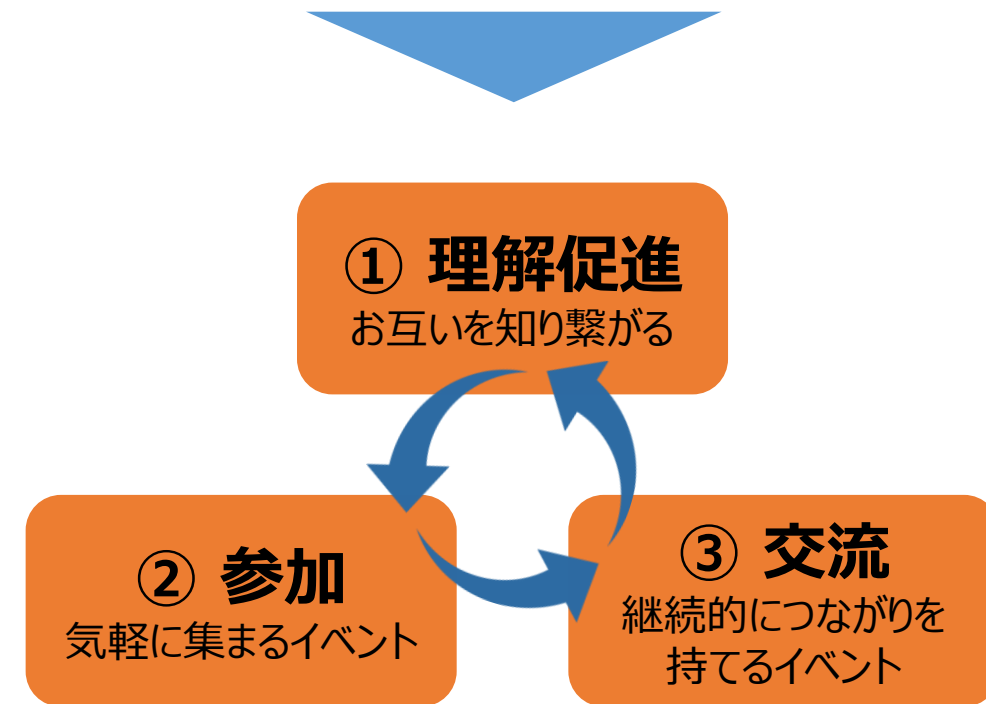 ① 理解促進
お互いを知り繋がる
② 参加
気軽に集まるイベント
③ 交流
継続的につながりを
持てるイベント